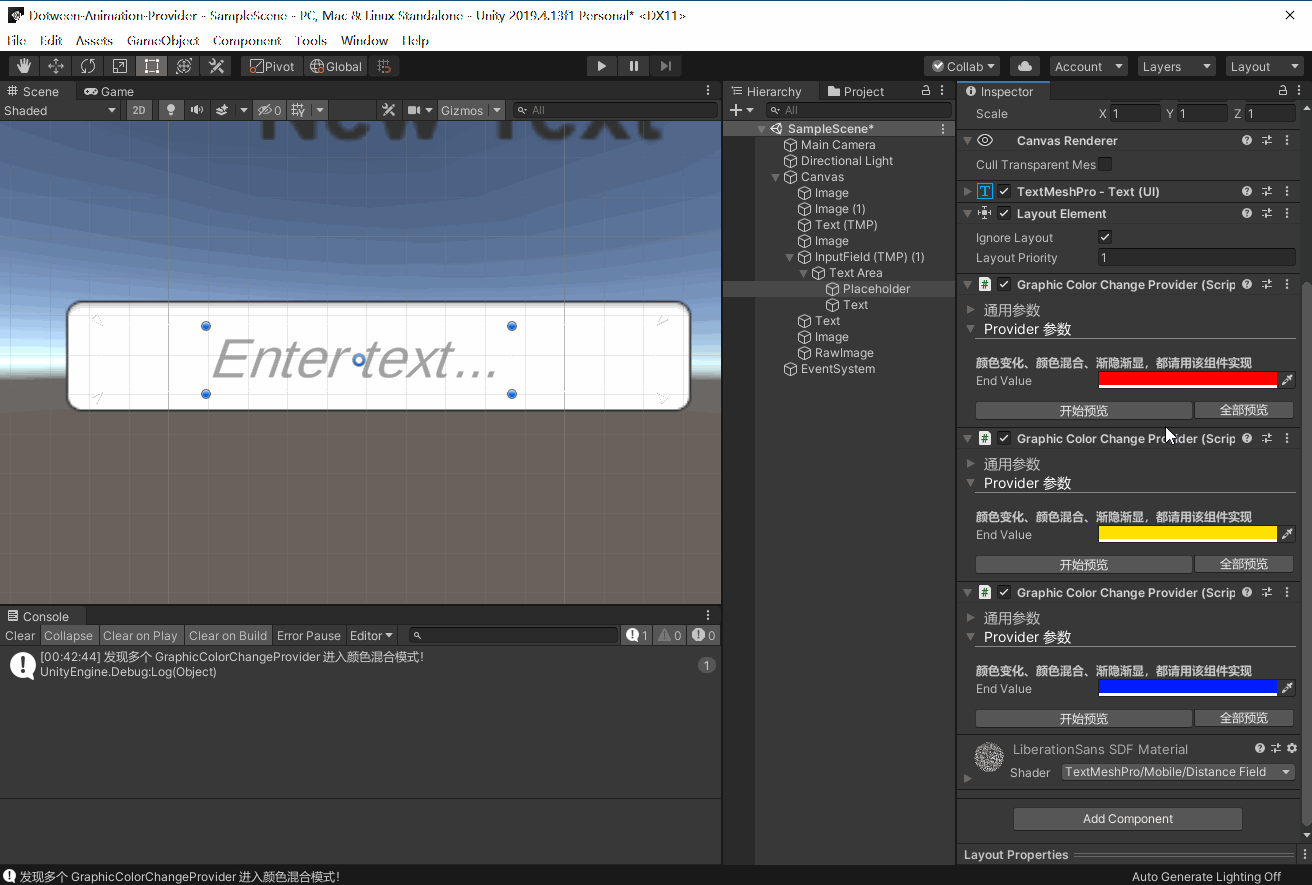 Dotween-Animation-Provider - SampleScene - PC, Mac & Linux Standalone - Unity 2019.4.13f1 Personal* <DX11>
File Edit Assets GameObject Component Tools Window Help
Pivot Global Collab Account Layers Layout
Scene Game
Shaded 2D 0 Gizmos All
New Text
Enter text...
Console
Clear Collapse Clear on Play Clear on Build Error Pause Editor 1 0 0
[00:42:44] 发现多个 GraphicColorChangeProvider 进入颜色混合模式!
UnityEngine.Debug:Log(Object)
1
Hierarchy Project
All
SampleScene*
Main Camera
Directional Light
Canvas
Image
Image (1)
Text (TMP)
Image
InputField (TMP) (1)
Text Area
Placeholder
Text
Text
Image
RawImage
EventSystem
Inspector
Scale X 1 Y 1 Z 1
Canvas Renderer
Cull Transparent Mes
TextMeshPro - Text (UI)
Layout Element
Ignore Layout
Layout Priority 1
# Graphic Color Change Provider (Scrip
通用参数
Provider 参数
颜色变化、颜色混合、渐隐渐显，都请用该组件实现
End Value
开始预览 全部预览
# Graphic Color Change Provider (Scrip
通用参数
Provider 参数
颜色变化、颜色混合、渐隐渐显，都请用该组件实现
End Value
开始预览 全部预览
# Graphic Color Change Provider (Scrip
通用参数
Provider 参数
颜色变化、颜色混合、渐隐渐显，都请用该组件实现
End Value
开始预览 全部预览
LiberationSans SDF Material
Shader TextMeshPro/Mobile/Distance Field
Add Component
Layout Properties
发现多个 GraphicColorChangeProvider 进入颜色混合模式!
Auto Generate Lighting Off